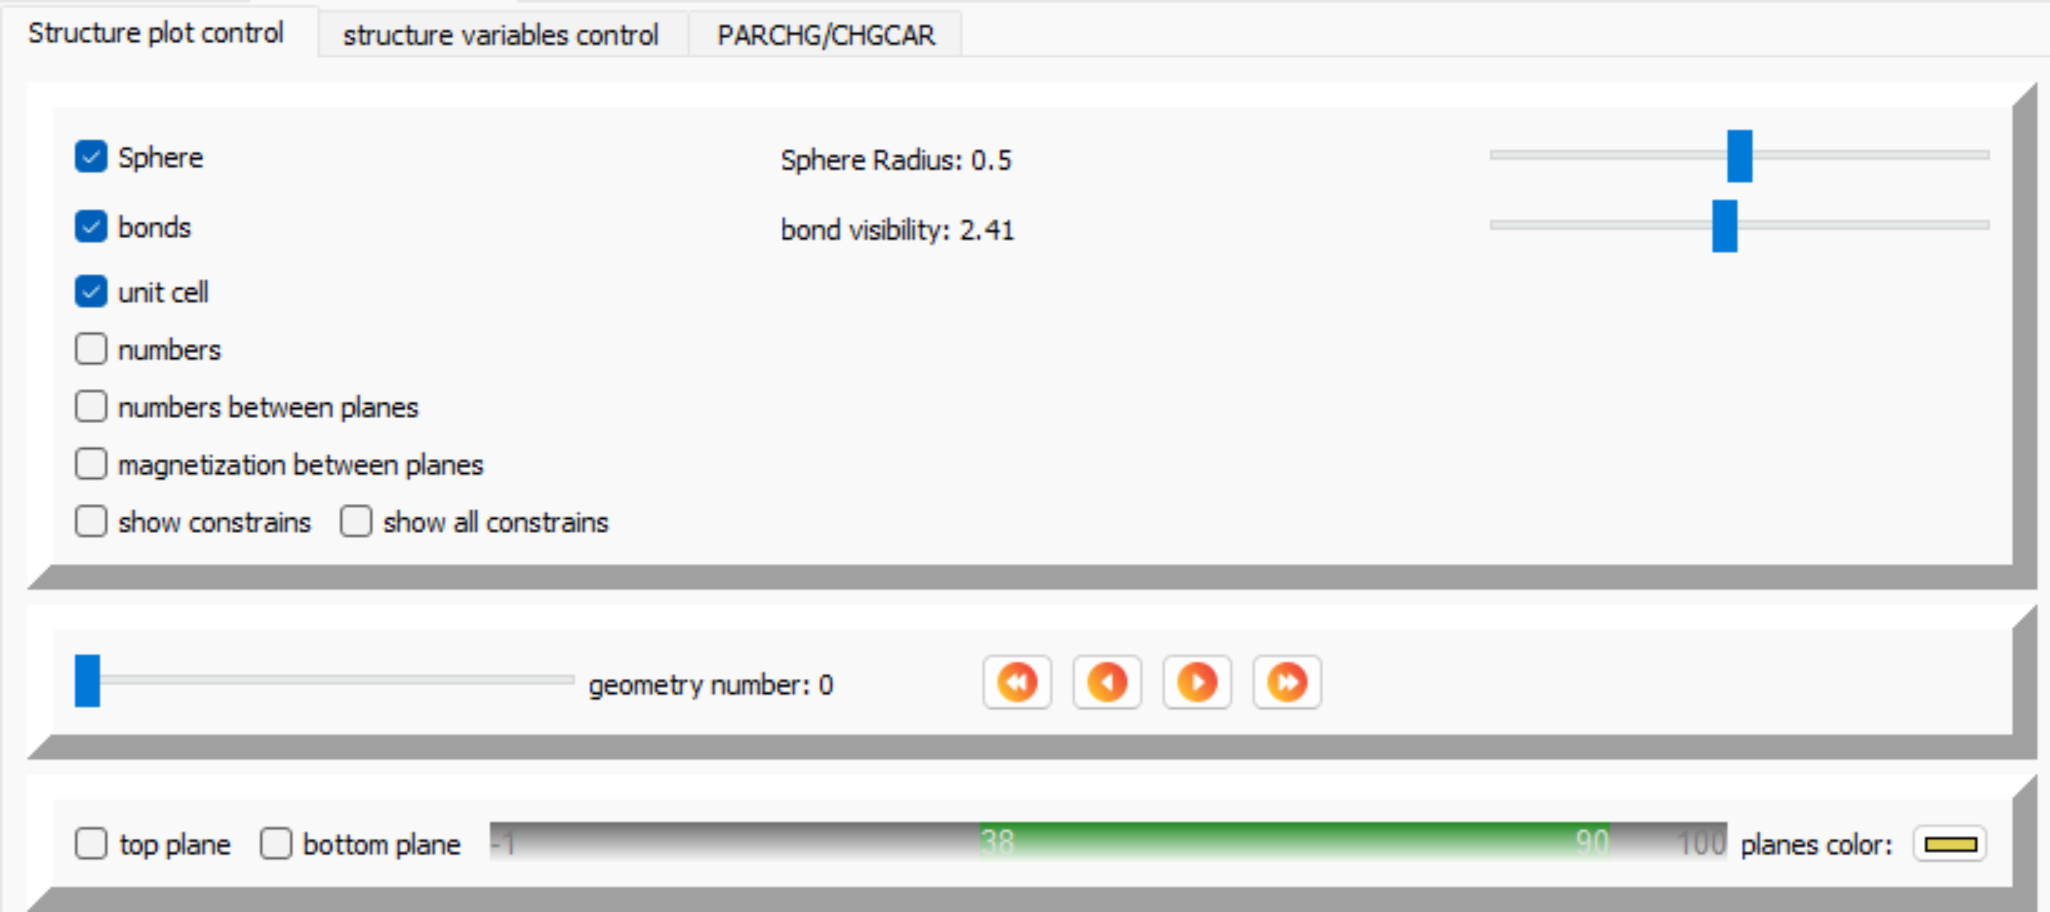 Structure plot control structure variables control PARCHG/CHGCAR
Sphere Sphere Radius: 0.5
bonds bond visibility: 2.41
unit cell
numbers
numbers between planes
magnetization between planes
show constrains show all constrains
geometry number: 0
top plane bottom plane -1 38 90 100 planes color: